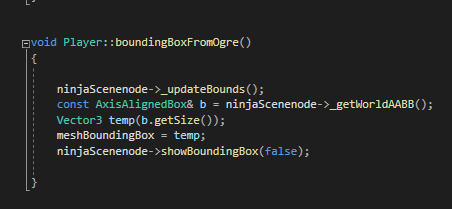 void Player::boundingBoxFromOgre()
{
ninjaScenenode->_updateBounds();
const AxisAlignedBox& b = ninjaScenenode->_getWorldAABB();
Vector3 temp(b.getSize());
meshBoundingBox = temp;
ninjaScenenode->showBoundingBox(false);
}